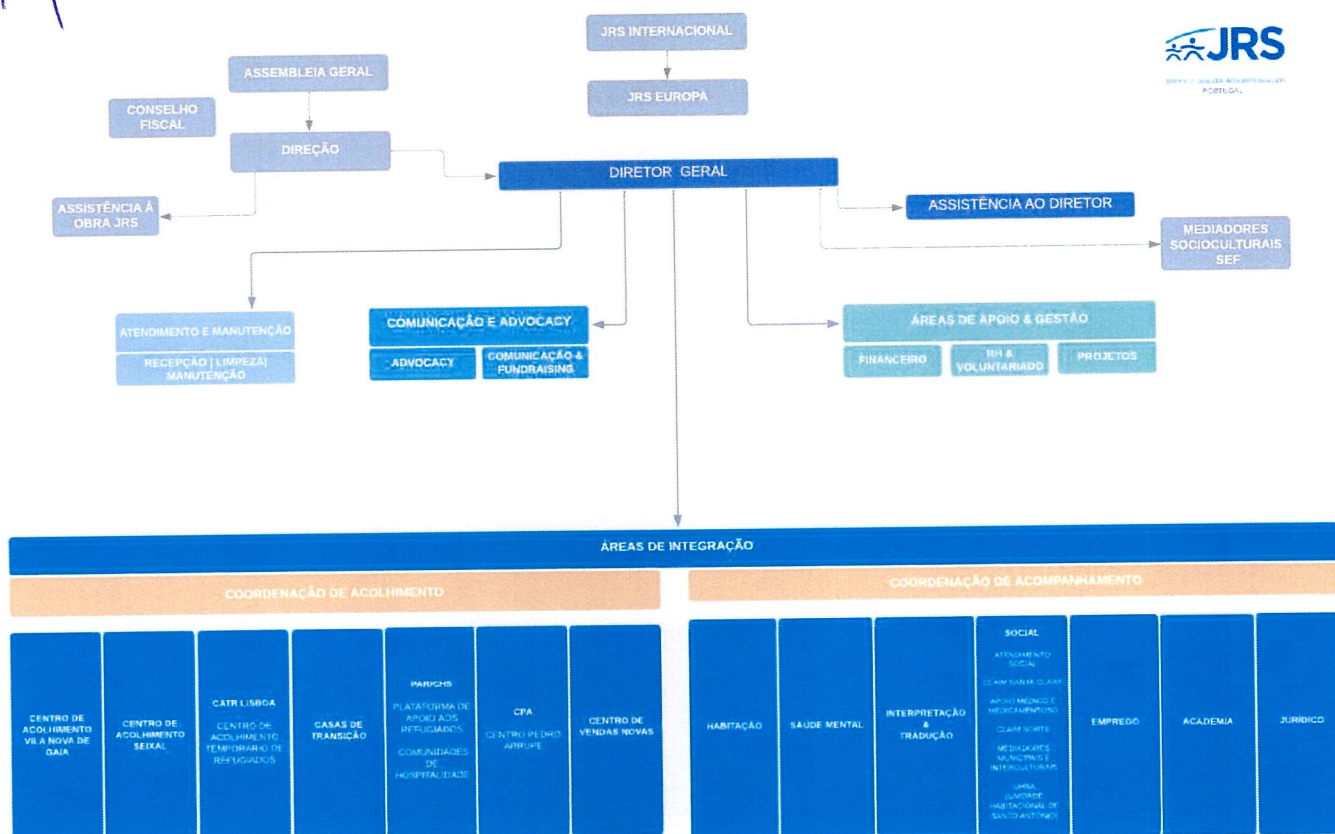 JRS INTERNACIONAL
JRS
PORTUGAL
ASSEMBLEIA GERAL
JRS EUROPA
CONSELHO
FISCAL
DIREÇÃO
DIRETOR GERAL
ASSISTÊNCIA À
OBRA JRS
ASSISTÊNCIA AO DIRETOR
MEDIADORES
SOCIOCULTURAIS
SEF
ATENDIMENTO E MANUTENÇÃO
RECEPÇÃO | LIMPEZA|
MANUTENÇÃO
COMUNICAÇÃO E ADVOCACY
ADVOCACY
COMUNICAÇÃO &
FUNDRAISING
ÁREAS DE APOIO & GESTÃO
FINANCEIRO
RH &
VOLUNTARIADO
PROJETOS
ÁREAS DE INTEGRAÇÃO
COORDENAÇÃO DE ACOLHIMENTO
COORDENAÇÃO DE ACOMPANHAMENTO
CENTRO DE
ACOLHIMENTO
VILA NOVA DE
GAIA
CENTRO DE
ACOLHIMENTO
SEIXAL
CATR LISBOA
CENTRO DE
ACOLHIMENTO
TEMPORÁRIO DE
REFUGIADOS
CASAS DE
TRANSIÇÃO
PAR/CHS
PLATAFORMA DE
APOIO AOS
REFUGIADOS
COMUNIDADES
DE
HOSPITALIDADE
CPA
CENTRO PEDRO
ARRUPE
CENTRO DE
VENDAS NOVAS
HABITAÇÃO
SAÚDE MENTAL
INTERPRETAÇÃO
&
TRADUÇÃO
SOCIAL
ATENDIMENTO
SOCIAL
CLAIM SANTA CLARA
APOIO MÉDICO E
MEDICAMENTOSO
CLAIM NORTE
MEDIADORES
MUNICIPAIS E
INTERCULTURAIS
UHSA
(UNIDADE
HABITACIONAL DE
SANTO ANTÓNIO)
EMPREGO
ACADEMIA
JURÍDICO